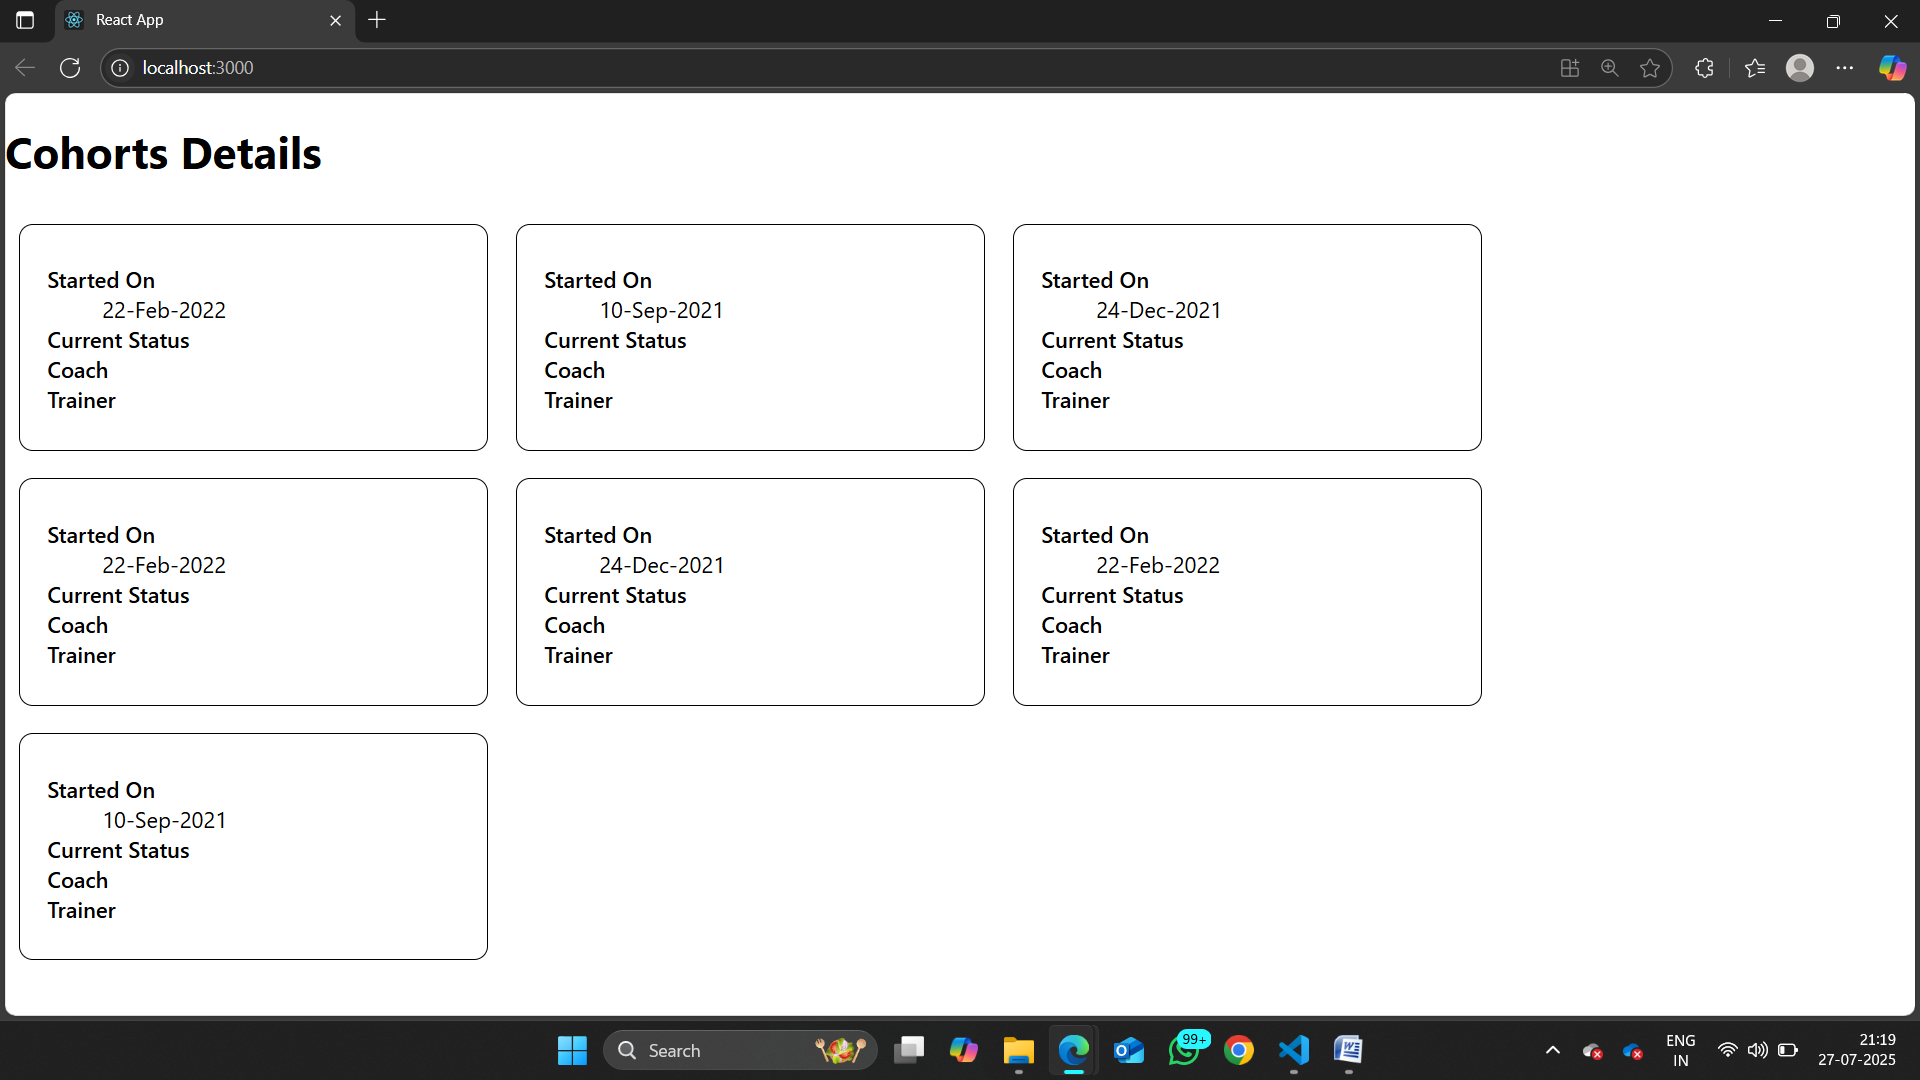 React App
localhost:3000
Cohorts Details
Started On
22-Feb-2022
Current Status
Coach
Trainer
Started On
10-Sep-2021
Current Status
Coach
Trainer
Started On
24-Dec-2021
Current Status
Coach
Trainer
Started On
22-Feb-2022
Current Status
Coach
Trainer
Started On
24-Dec-2021
Current Status
Coach
Trainer
Started On
22-Feb-2022
Current Status
Coach
Trainer
Started On
10-Sep-2021
Current Status
Coach
Trainer
Search
99+
ENG
IN
21:19
27-07-2025